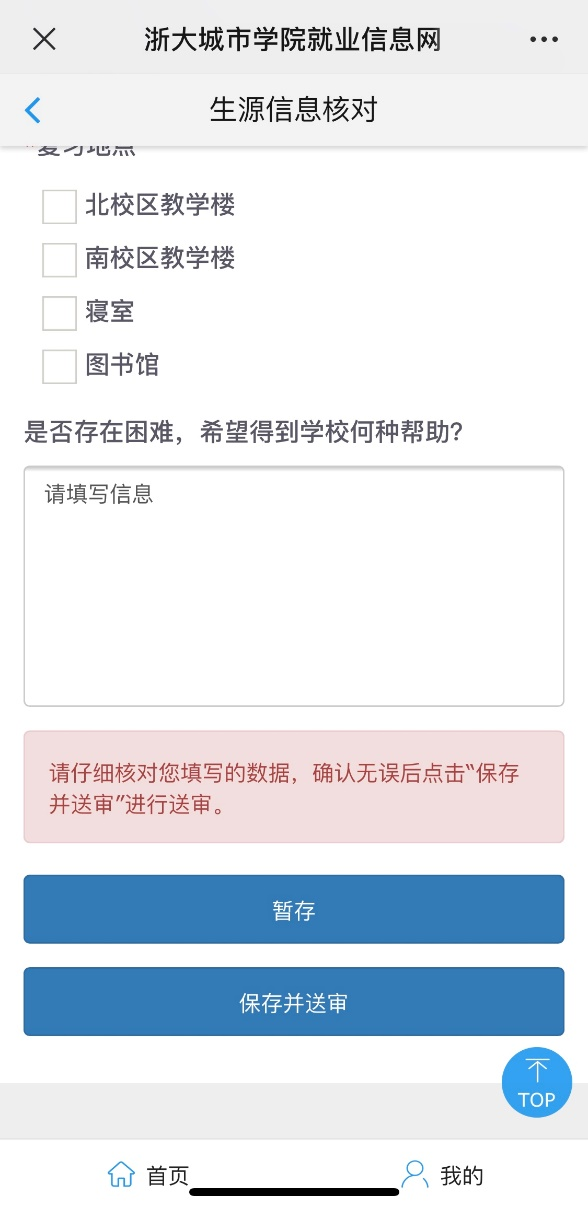 浙大城市学院就业信息网
生源信息核对
*复习地点
北校区教学楼
南校区教学楼
寝室
图书馆
是否存在困难，希望得到学校何种帮助?
请填写信息
请仔细核对您填写的数据，确认无误后点击“保存
并送审”进行送审。
暂存
保存并送审
TOP
首页
我的